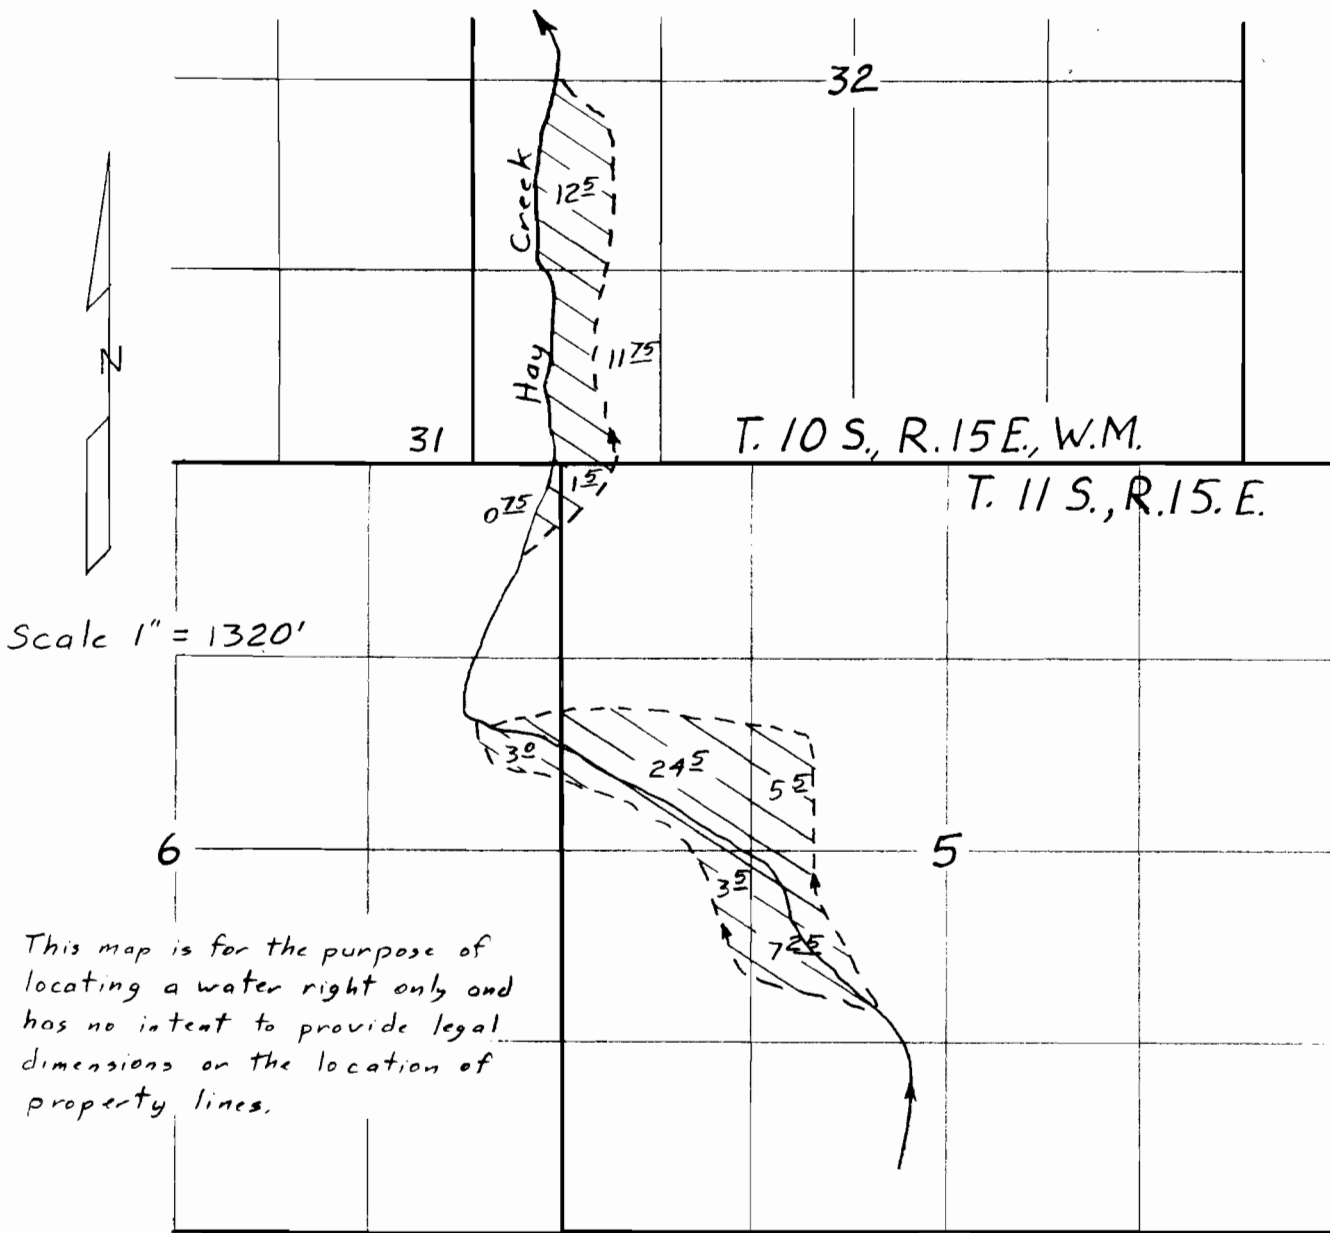 32
Creek
12 5
Hay
11 75
31
T. 10 S., R. 15 E., W.M.
T. 11 S., R. 15. E.
1 5
0 75
N
Scale 1" = 1320'
3 0
24 5
5 5
6
5
3 5
7 25
This map is for the purpose of
locating a water right only and
has no intent to provide legal
dimensions or the location of
property lines.